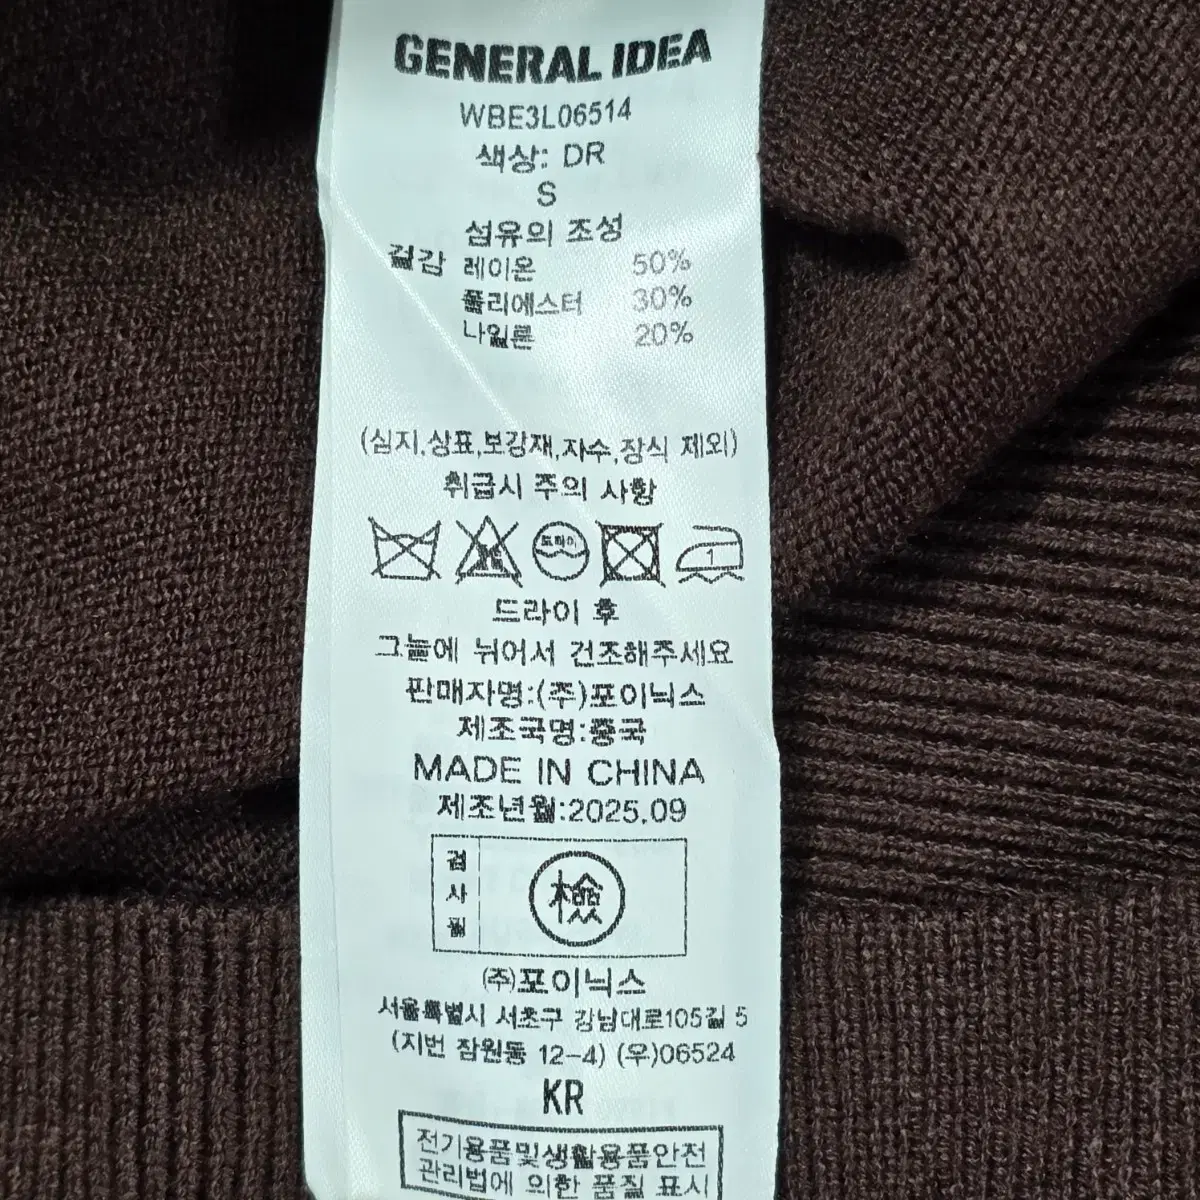 GENERAL IDEA
WBE3L06514
색상: DR
S
섬유의 조성
겉감 레이온 50%
폴리에스터 30%
나일론 20%
(심지,상표,보강재,자수,장식 제외)
취급시 주의 사항
드라이
1
드라이 후
그늘에 뉘어서 건조해주세요
판매자명:(주)포이닉스
제조국명:중국
MADE IN CHINA
제조년월:2025.09
검사필
檢
(주)포이닉스
서울특별시 서초구 강남대로105길 5
(지번 잠원동 12-4) (우)06524
KR
전기용품및생활용품안전
관리법에 의한 품질 표시